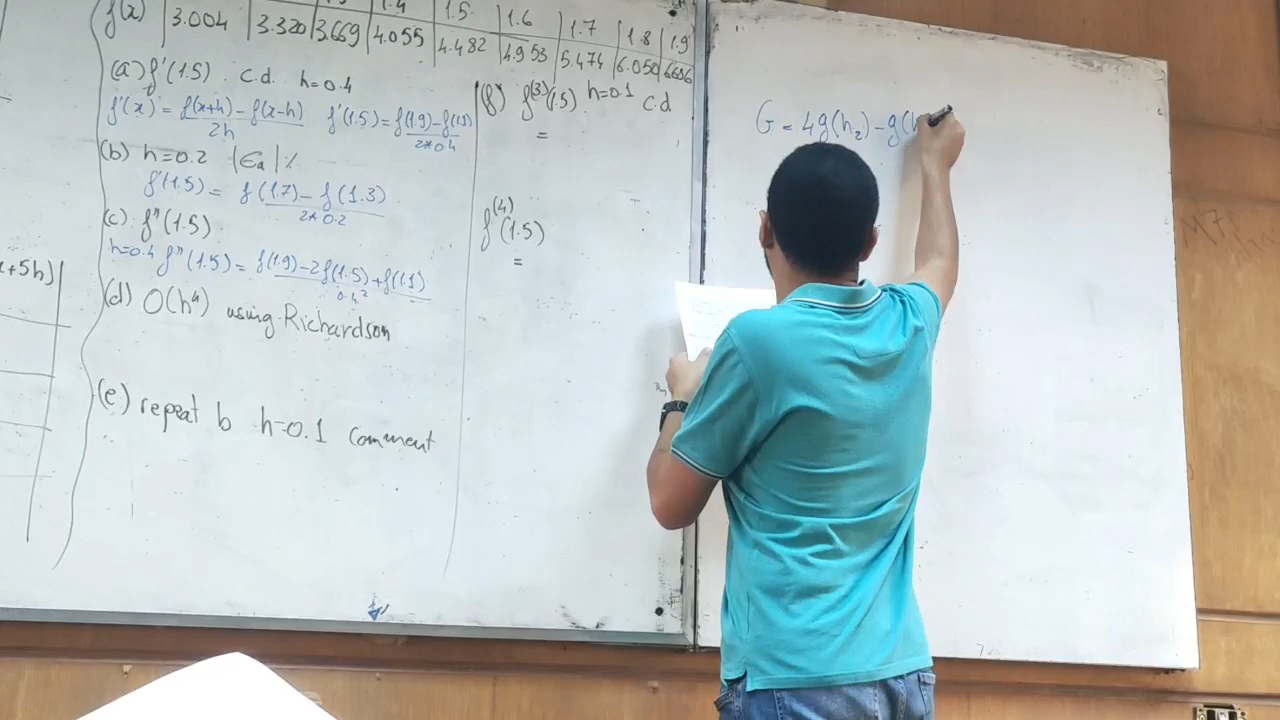 f(x) 3.004 3.320 3.669 4.055 4.482 4.953 5.474 6.050 6.686
1.4 1.5 1.6 1.7 1.8 1.9
(a) f'(1.5) c.d. h=0.4
f'(x) = f(x+h) - f(x-h) / 2h f'(1.5) = f(1.9) - f(1.1) / 2*0.4
(b) h=0.2 |εa| %
f'(1.5) = f(1.7) - f(1.3) / 2*0.2
(c) f''(1.5)
h=0.4 f''(1.5) = f(1.9) - 2f(1.5) + f(1.1) / 0.4²
(d) O(h⁴) using Richardson
(e) repeat b h=0.1 comment
(f) f⁽³⁾(1.5) h=0.1 c.d
=
f⁽⁴⁾(1.5)
=
+5h)
G = 4g(h₂) - g(h